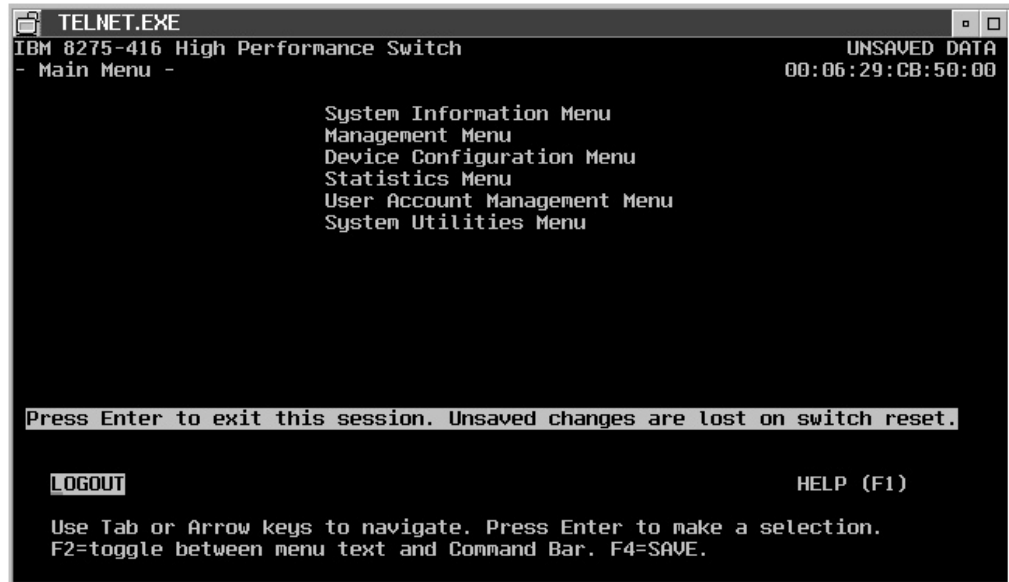 TELNET.EXE
IBM 8275-416 High Performance Switch UNSAVED DATA
- Main Menu - 00:06:29:CB:50:00
System Information Menu
Management Menu
Device Configuration Menu
Statistics Menu
User Account Management Menu
System Utilities Menu
Press Enter to exit this session. Unsaved changes are lost on switch reset.
LOGOUT HELP (F1)
Use Tab or Arrow keys to navigate. Press Enter to make a selection.
F2=toggle between menu text and Command Bar. F4=SAVE.